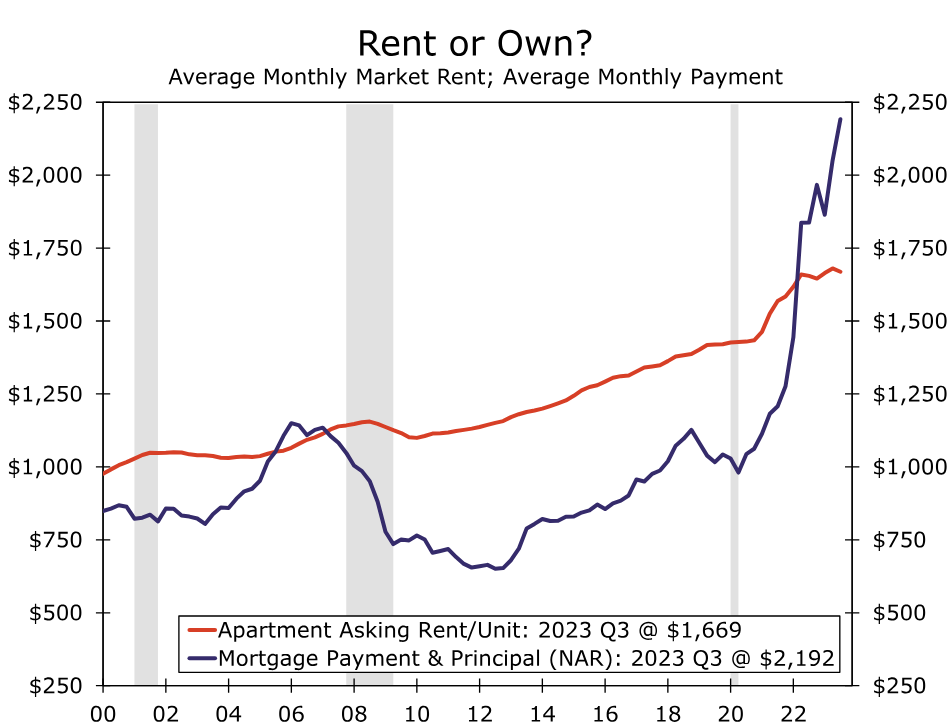 Rent or Own?
Average Monthly Market Rent; Average Monthly Payment
$2,250 $2,250
$2,000 $2,000
$1,750 $1,750
$1,500 $1,500
$1,250 $1,250
$1,000 $1,000
$750 $750
$500 $500
Apartment Asking Rent/Unit: 2023 Q3 @ $1,669
Mortgage Payment & Principal (NAR): 2023 Q3 @ $2,192
$250 $250
00 02 04 06 08 10 12 14 16 18 20 22